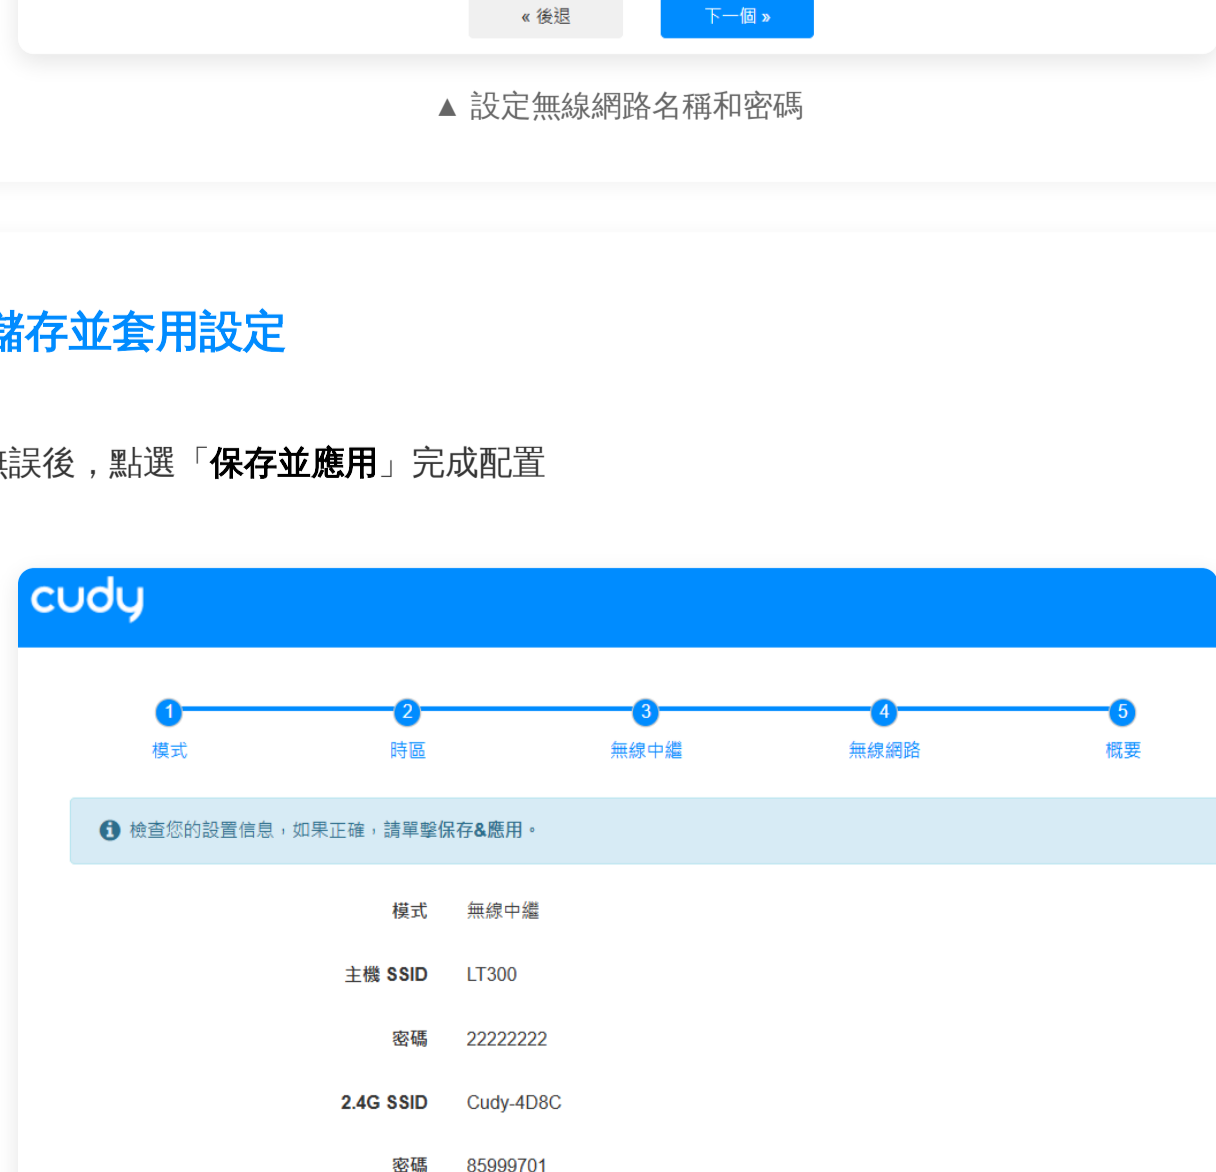 « 後退
下一個 »
▲ 設定無線網路名稱和密碼
儲存並套用設定
無誤後，點選「保存並應用」完成配置
cudy
1 2 3 4 5
模式 時區 無線中繼 無線網路 概要
檢查您的設置信息，如果正確，請單擊保存&應用。
模式 無線中繼
主機 SSID LT300
密碼 22222222
2.4G SSID Cudy-4D8C
密碼 85999701